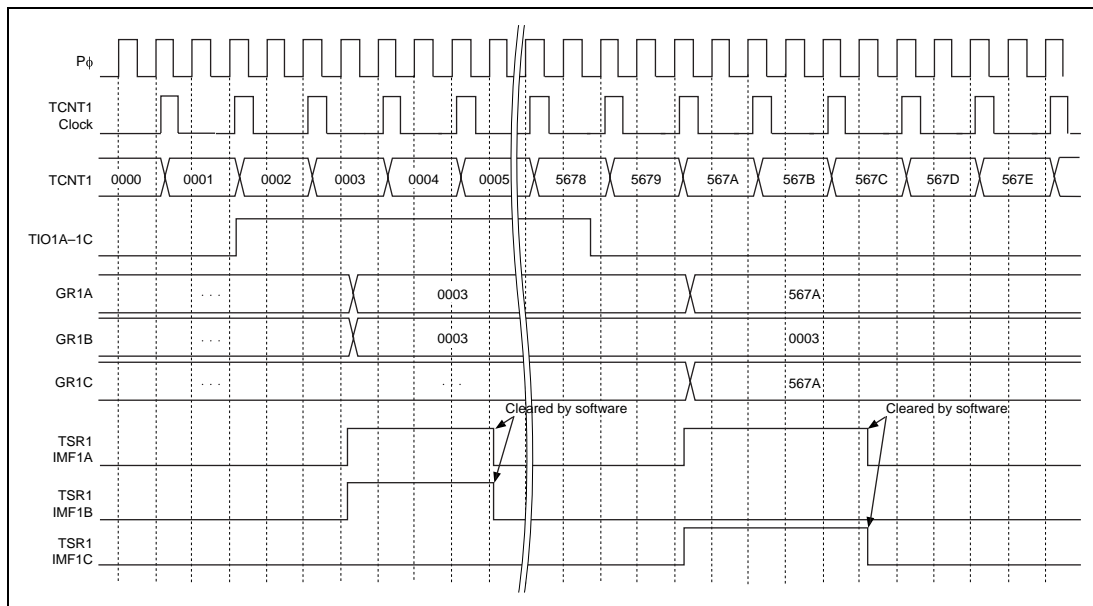 Pϕ
TCNT1
Clock
TCNT1 0000 0001 0002 0003 0004 0005 5678 5679 567A 567B 567C 567D 567E
TIO1A–1C
GR1A . . . 0003 567A
GR1B . . . 0003 0003
GR1C . . . . . . 567A
Cleared by software Cleared by software
TSR1
IMF1A
TSR1
IMF1B
TSR1
IMF1C